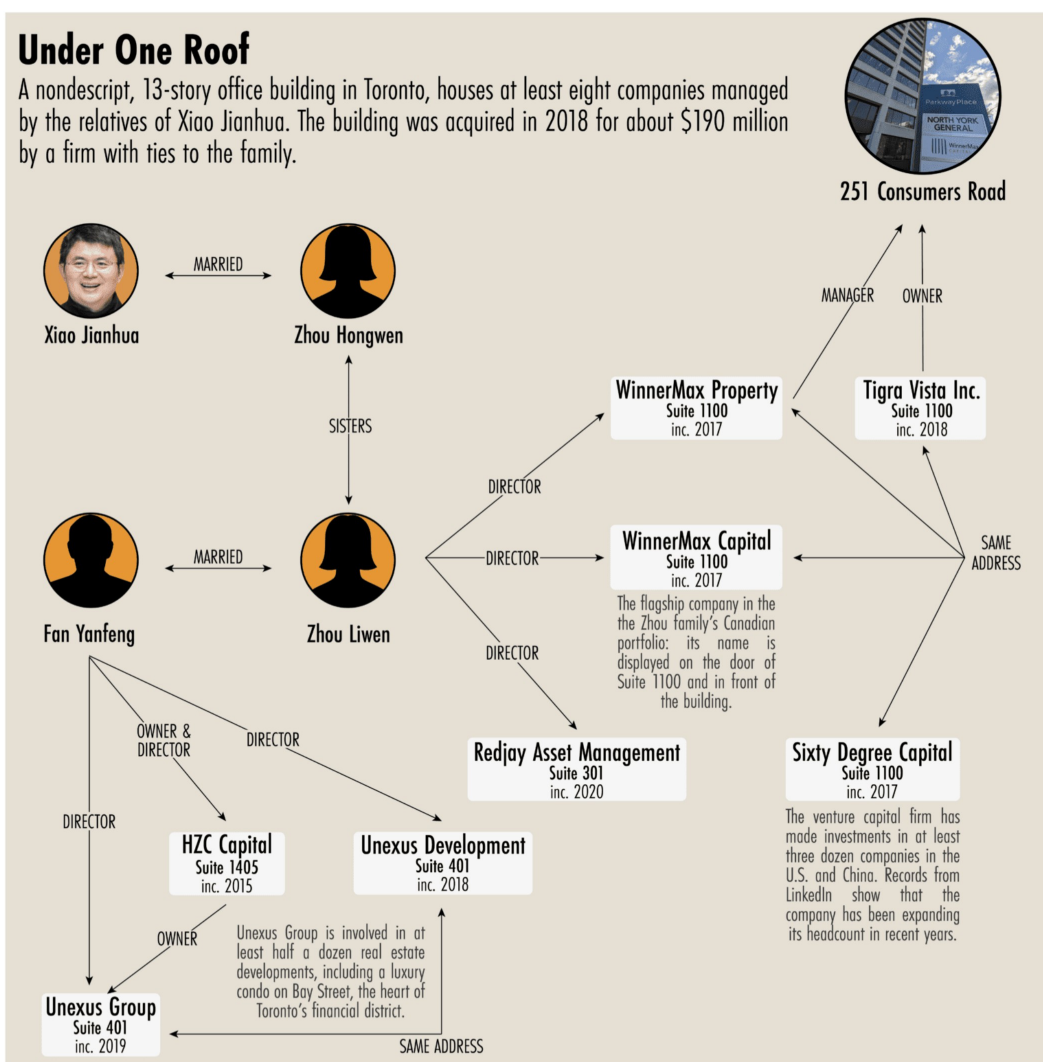 Under One Roof
A nondescript, 13-story office building in Toronto, houses at least eight companies managed
by the relatives of Xiao Jianhua. The building was acquired in 2018 for about $190 million
by a firm with ties to the family.
ParkwayPlace
NORTH YORK
GENERAL
WinnerMax
251 Consumers Road
MARRIED
Xiao Jianhua
Zhou Hongwen
MANAGER
OWNER
SISTERS
WinnerMax Property
Suite 1100
inc. 2017
Tigra Vista Inc.
Suite 1100
inc. 2018
DIRECTOR
MARRIED
Fan Yanfeng
Zhou Liwen
DIRECTOR
WinnerMax Capital
Suite 1100
inc. 2017
SAME
ADDRESS
The flagship company in the
the Zhou family's Canadian
portfolio: its name is
displayed on the door of
Suite 1100 and in front of
the building.
DIRECTOR
OWNER &
DIRECTOR
DIRECTOR
Redjay Asset Management
Suite 301
inc. 2020
Sixty Degree Capital
Suite 1100
inc. 2017
The venture capital firm has
made investments in at least
three dozen companies in the
U.S. and China. Records from
LinkedIn show that the
company has been expanding
its headcount in recent years.
DIRECTOR
HZC Capital
Suite 1405
inc. 2015
Unexus Development
Suite 401
inc. 2018
OWNER
Unexus Group is involved in at
least half a dozen real estate
developments, including a luxury
condo on Bay Street, the heart of
Toronto's financial district.
Unexus Group
Suite 401
inc. 2019
SAME ADDRESS